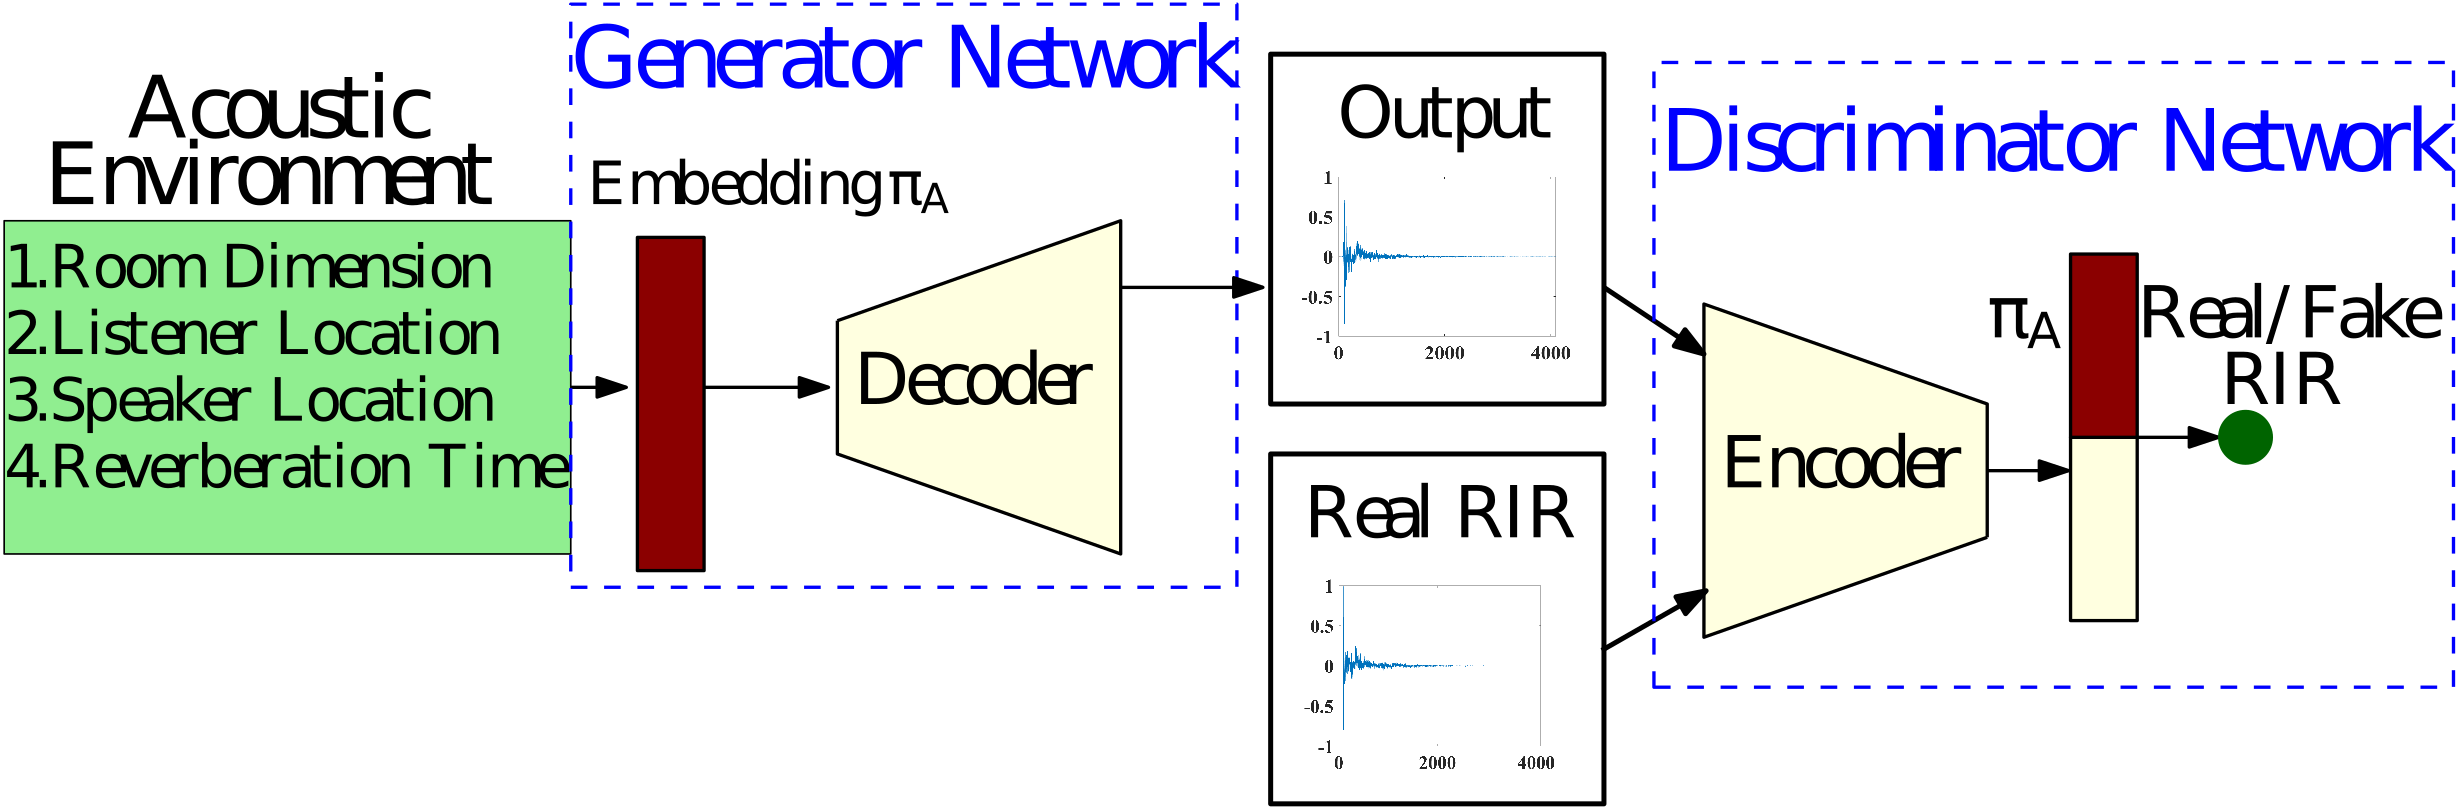 Acoustic
Environment
1.Room Dimension
2.Listener Location
3.Speaker Location
4.Reverberation Time
Generator Network
Embedding πA
Decoder
Output
1
0.5
0
-0.5
-1
0 2000 4000
Real RIR
1
0.5
0
-0.5
-1
0 2000 4000
Discriminator Network
Encoder
πA
Real/Fake
RIR